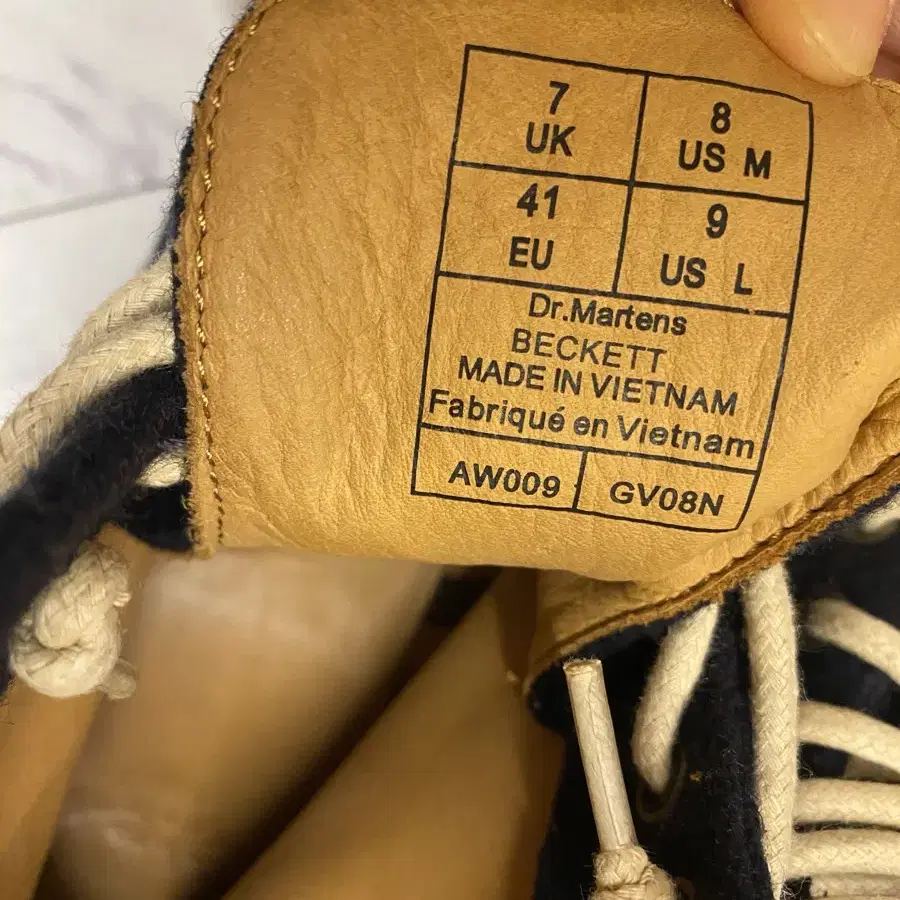 7
UK
8
US M
41
EU
9
US L
Dr.Martens
BECKETT
MADE IN VIETNAM
Fabriqué en Vietnam
AW009
GV08N